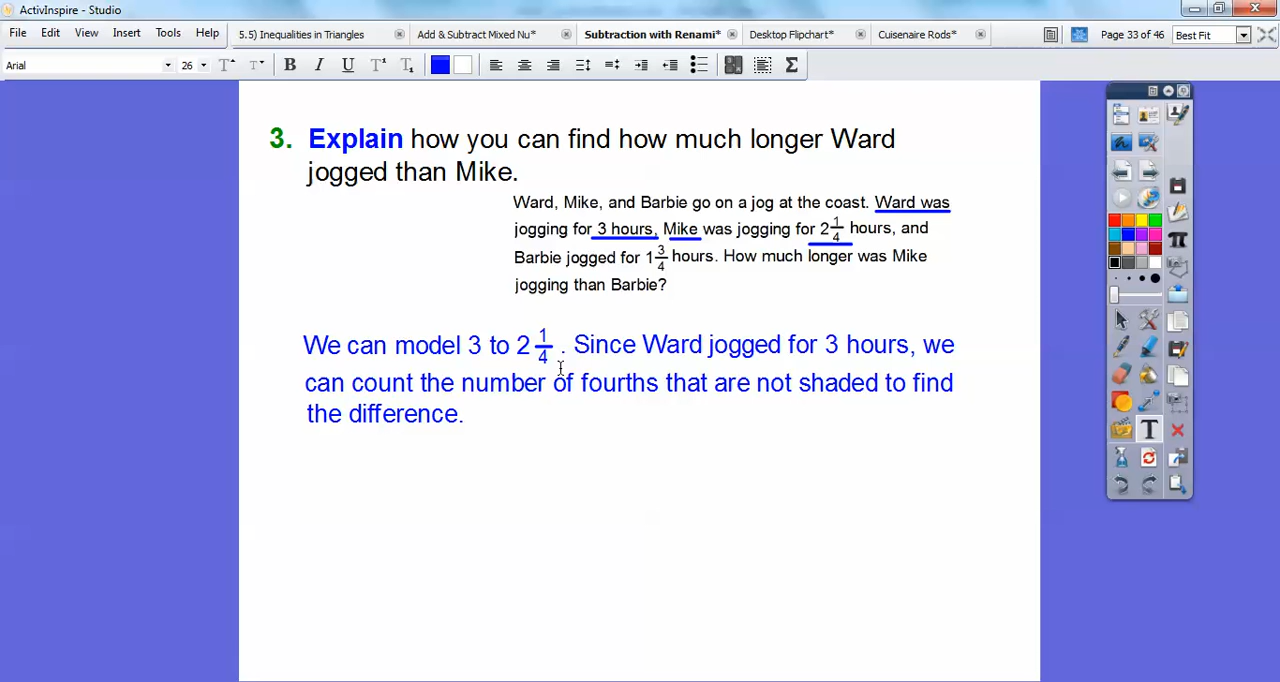 ActivInspire - Studio
File Edit View Insert Tools Help 5.5) Inequalities in Triangles Add & Subtract Mixed Nu* Subtraction with Renami* Desktop Flipchart* Cuisenaire Rods* Page 33 of 46 Best Fit
Arial 26 B I U
3. Explain how you can find how much longer Ward
jogged than Mike.
Ward, Mike, and Barbie go on a jog at the coast. Ward was
jogging for 3 hours, Mike was jogging for 2 1/4 hours, and
Barbie jogged for 1 3/4 hours. How much longer was Mike
jogging than Barbie?
We can model 3 to 2 1/4 . Since Ward jogged for 3 hours, we
can count the number of fourths that are not shaded to find
the difference.